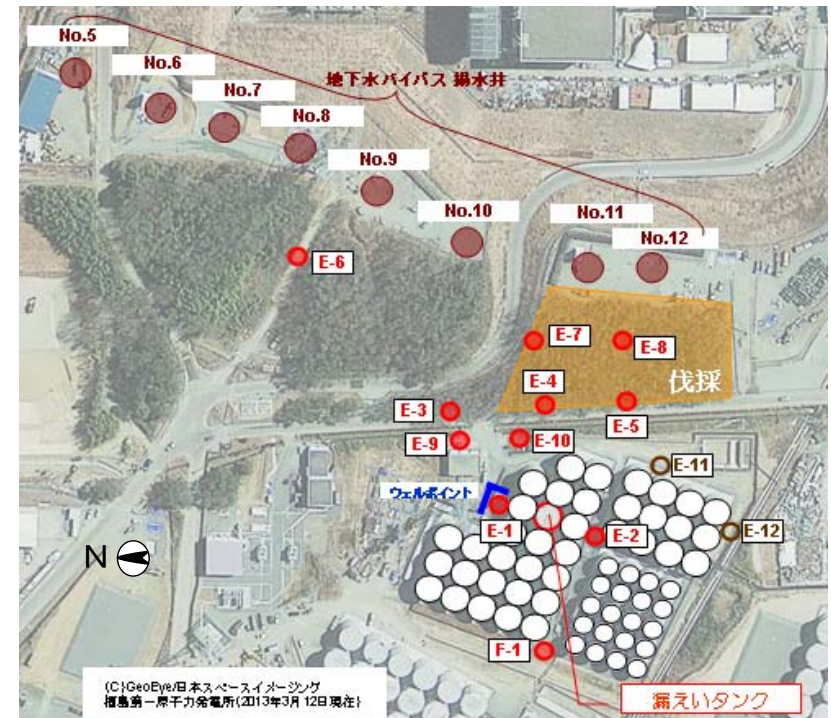 No.5
No.6
No.7
No.8
No.9
No.10
No.11
No.12
地下水バイパス 揚水井
E-6
E-7
E-8
E-4
伐採
E-3
E-5
E-9
E-10
E-11
ウェルポイント
E-1
E-2
E-12
N
F-1
(C)GeoEye/日本スペースイメージング
福島第一原子力発電所(2013年3月12日現在)
漏えいタンク